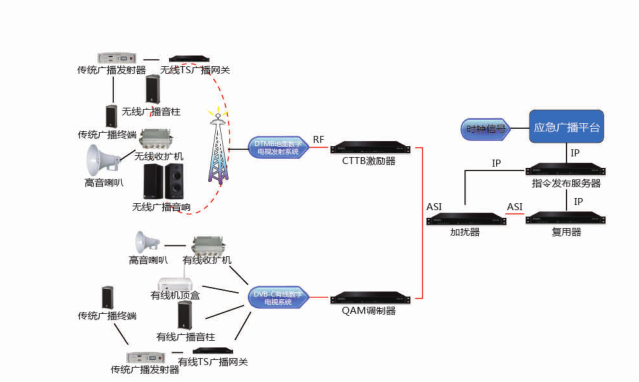 传统广播发射器
无线TS广播网关
无线广播音柱
传统广播终端
无线收扩机
高音喇叭
无线广播音响
DTMB地面数字
电视发射系统
RF
CTTB激励器
时钟信号
应急广播平台
IP
IP
指令发布服务器
IP
ASI
ASI
加扰器
复用器
高音喇叭
有线收扩机
有线机顶盒
DVB-C有线数字
电视系统
QAM调制器
传统广播终端
有线广播音柱
传统广播发射器
有线TS广播网关